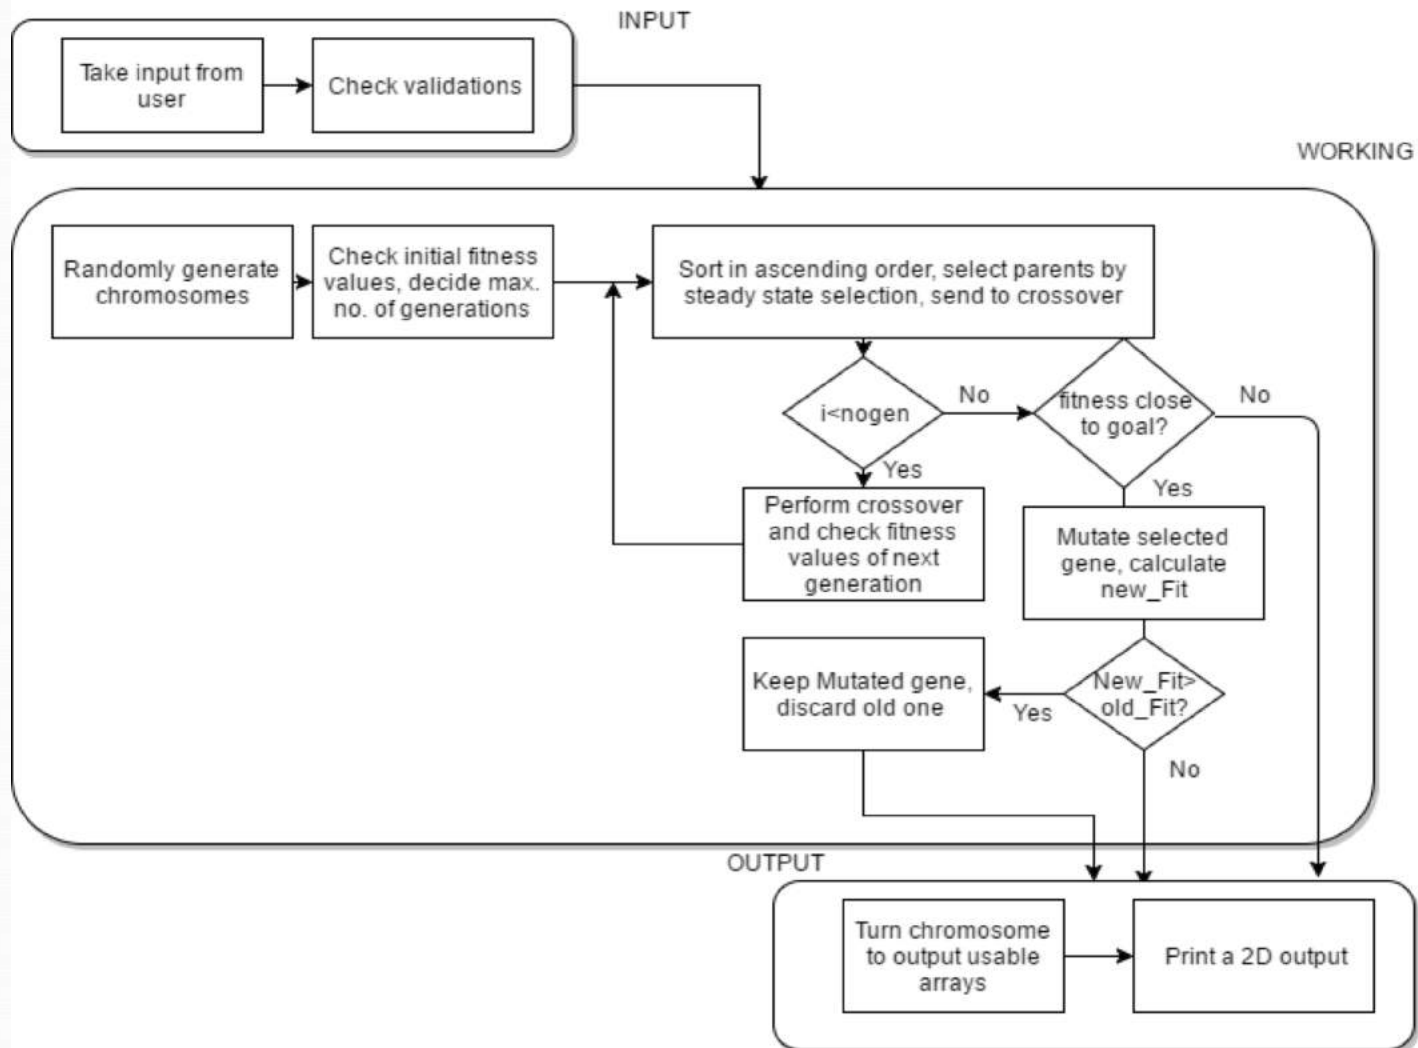 INPUT
Take input from
user
Check validations
WORKING
Randomly generate
chromosomes
Check initial fitness
values, decide max.
no. of generations
Sort in ascending order, select parents by
steady state selection, send to crossover
i<nogen
No
fitness close
to goal?
No
Yes
Perform crossover
and check fitness
values of next
generation
Yes
Mutate selected
gene, calculate
new_Fit
Keep Mutated gene,
discard old one
Yes
New_Fit>
old_Fit?
No
OUTPUT
Turn chromosome
to output usable
arrays
Print a 2D output